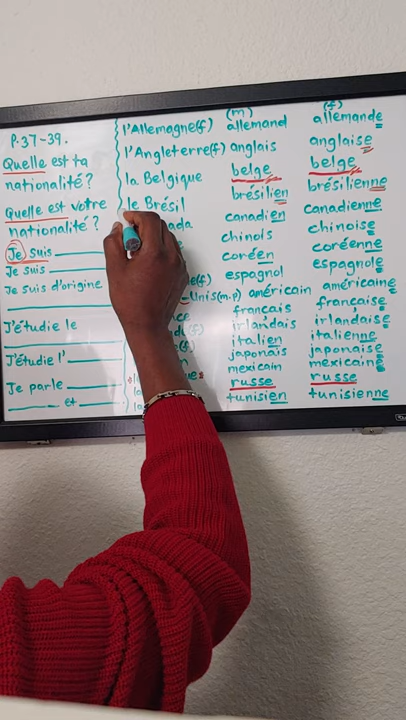 P.37-39.
Quelle est ta
nationalité?
Quelle est votre
nationalité?
Je suis
Je suis
Je suis d'origine
J'étudie le
J'étudie l'
Je parle
et
(m) (f)
l'Allemagne(f) allemand allemande
l'Angleterre(f) anglais anglaise
la Belgique belge belge
le Brésil brésilien brésilienne
canadien canadienne
chinois chinoise
coréen coréenne
espagnol espagnole
Unis(m.p) américain américaine
français française
irlandais irlandaise
italien italienne
japonais japonaise
mexicain mexicaine
russe russe
tunisien tunisienne